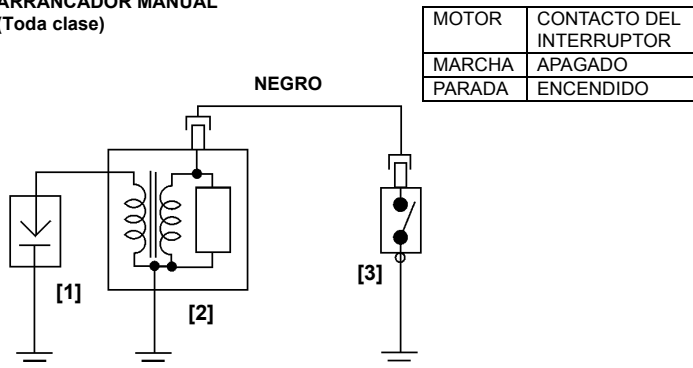 ARRANCADOR MANUAL
(Toda clase)
MOTOR CONTACTO DEL
INTERRUPTOR
MARCHA APAGADO
PARADA ENCENDIDO
NEGRO
[1]
[2]
[3]